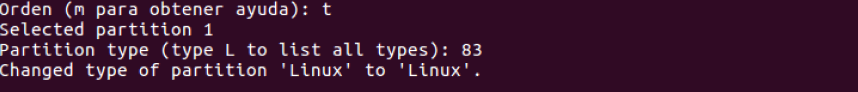 Orden (m para obtener ayuda): t
Selected partition 1
Partition type (type L to list all types): 83
Changed type of partition 'Linux' to 'Linux'.